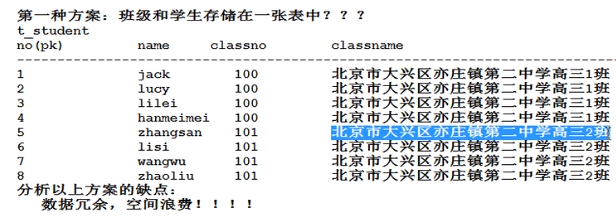 第一种方案：班级和学生存储在一张表中？？？
t_student
no(pk) name classno classname
----------------------------------------------------------------------
1 jack 100 北京市大兴区亦庄镇第二中学高三1班
2 lucy 100 北京市大兴区亦庄镇第二中学高三1班
3 lilei 100 北京市大兴区亦庄镇第二中学高三1班
4 hanmeimei 100 北京市大兴区亦庄镇第二中学高三1班
5 zhangsan 101 北京市大兴区亦庄镇第二中学高三2班
6 lisi 101 北京市大兴区亦庄镇第二中学高三2班
7 wangwu 101 北京市大兴区亦庄镇第二中学高三2班
8 zhaoliu 101 北京市大兴区亦庄镇第二中学高三2班
分析以上方案的缺点：
数据冗余，空间浪费！！！！